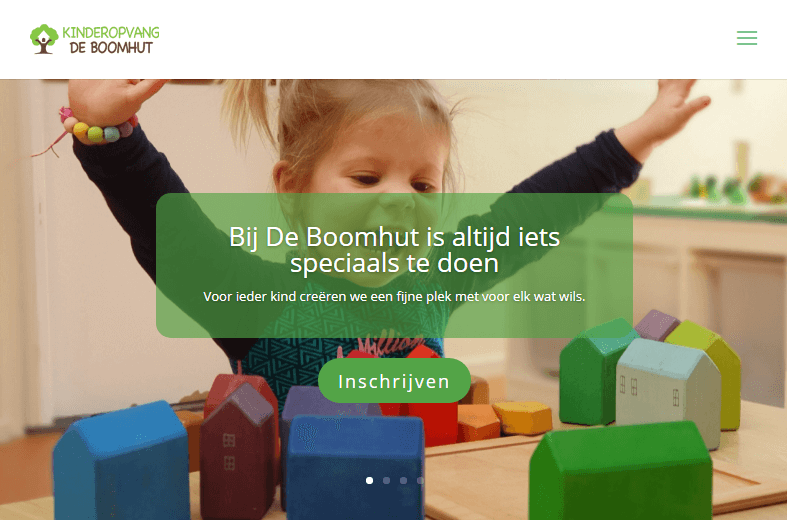 KINDEROPVANG
DE BOOMHUT
Bij De Boomhut is altijd iets
speciaals te doen
Voor ieder kind creëren we een fijne plek met voor elk wat wils.
Inschrijven